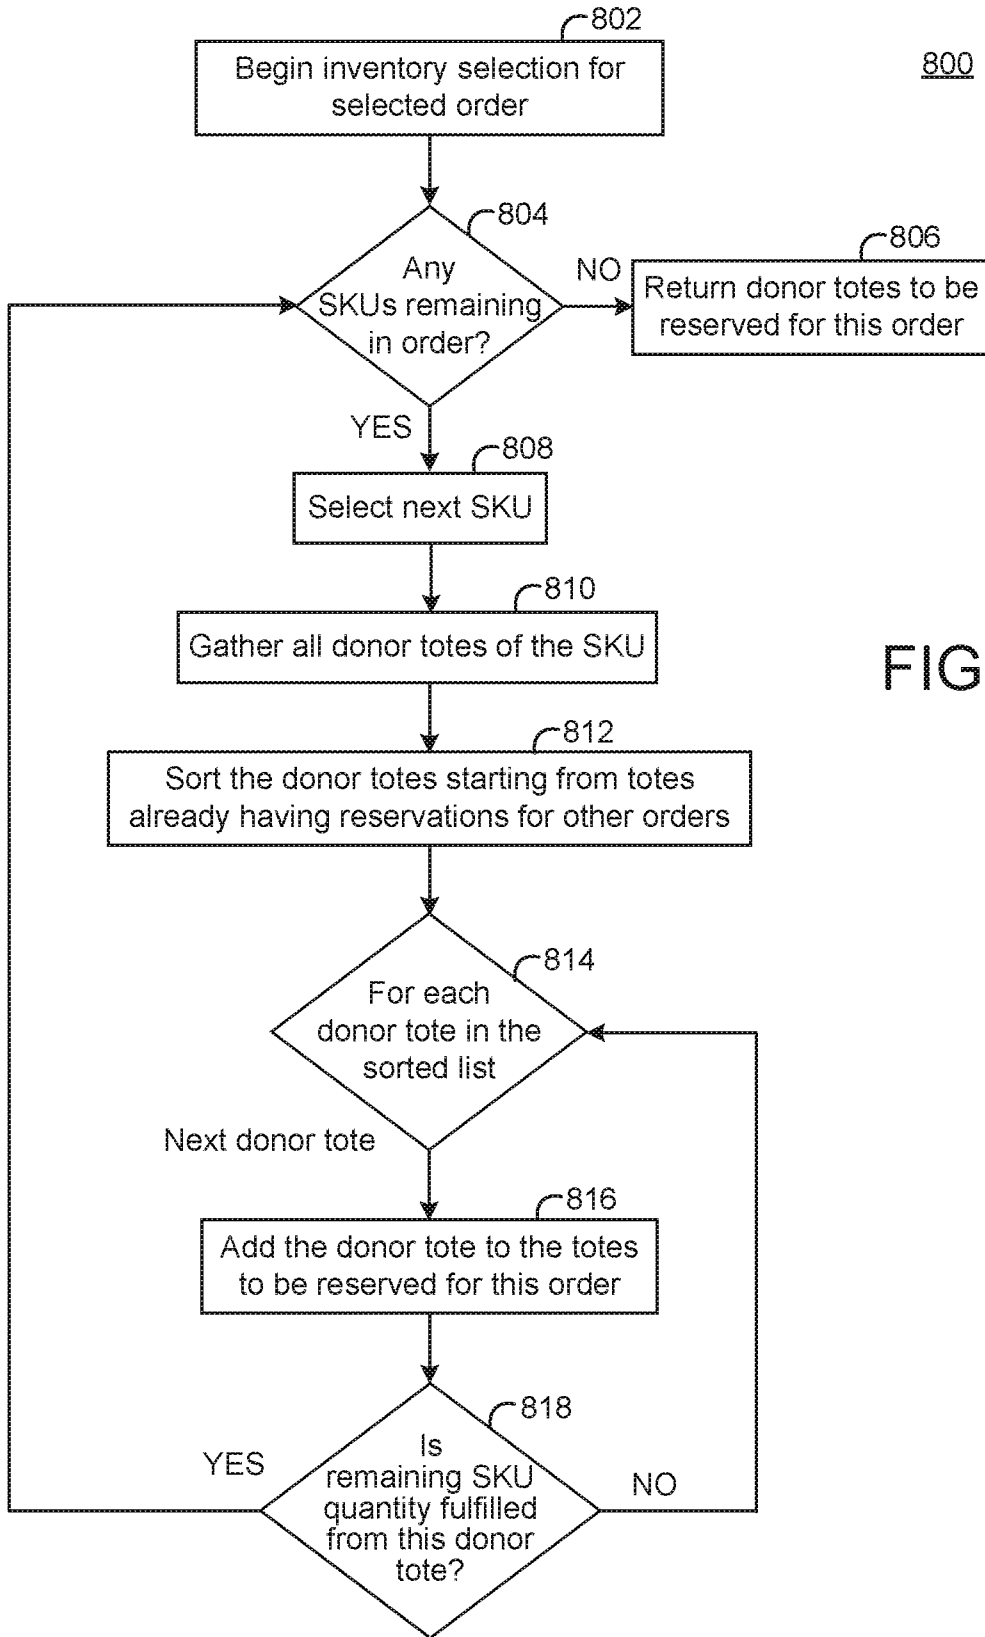 802
Begin inventory selection for
selected order
800
804
Any
SKUs remaining
in order?
NO
806
Return donor totes to be
reserved for this order
YES
808
Select next SKU
810
Gather all donor totes of the SKU
FIG
812
Sort the donor totes starting from totes
already having reservations for other orders
814
For each
donor tote in the
sorted list
Next donor tote
816
Add the donor tote to the totes
to be reserved for this order
818
Is
remaining SKU
quantity fulfilled
from this donor
tote?
YES
NO